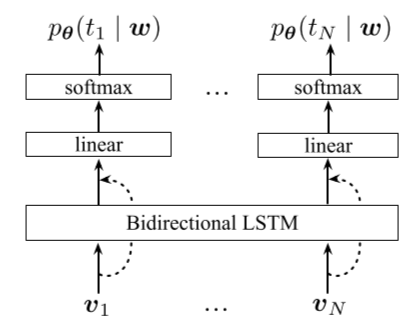 p_θ(t_1 | w) p_θ(t_N | w)
softmax ... softmax
linear linear
Bidirectional LSTM
v_1 ... v_N